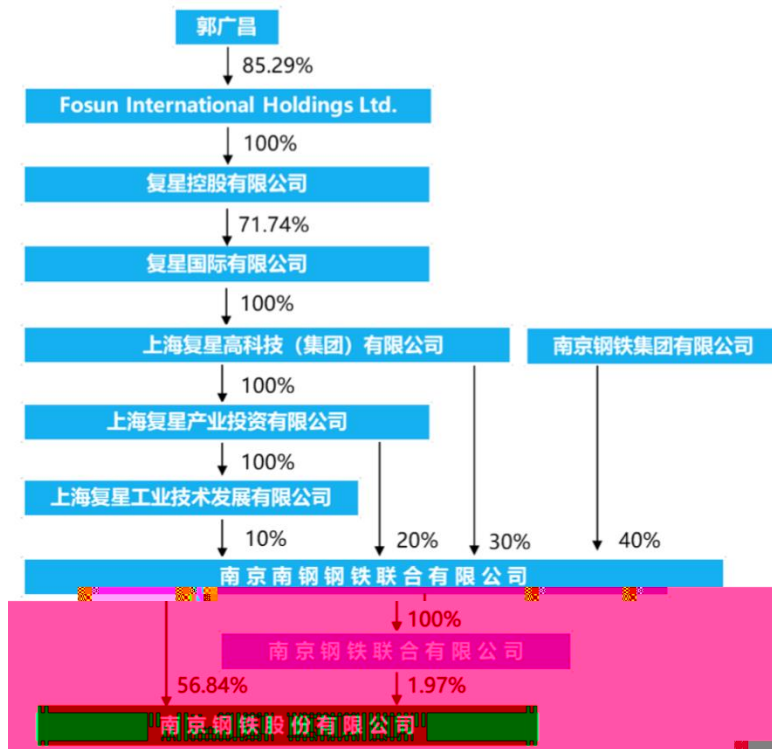 郭广昌
85.29%
Fosun International Holdings Ltd.
100%
复星控股有限公司
71.74%
复星国际有限公司
100%
上海复星高科技（集团）有限公司
南京钢铁集团有限公司
100%
上海复星产业投资有限公司
100%
上海复星工业技术发展有限公司
10%
20%
30%
40%
南京南钢钢铁联合有限公司
100%
南京钢铁联合有限公司
56.84%
1.97%
南京钢铁股份有限公司